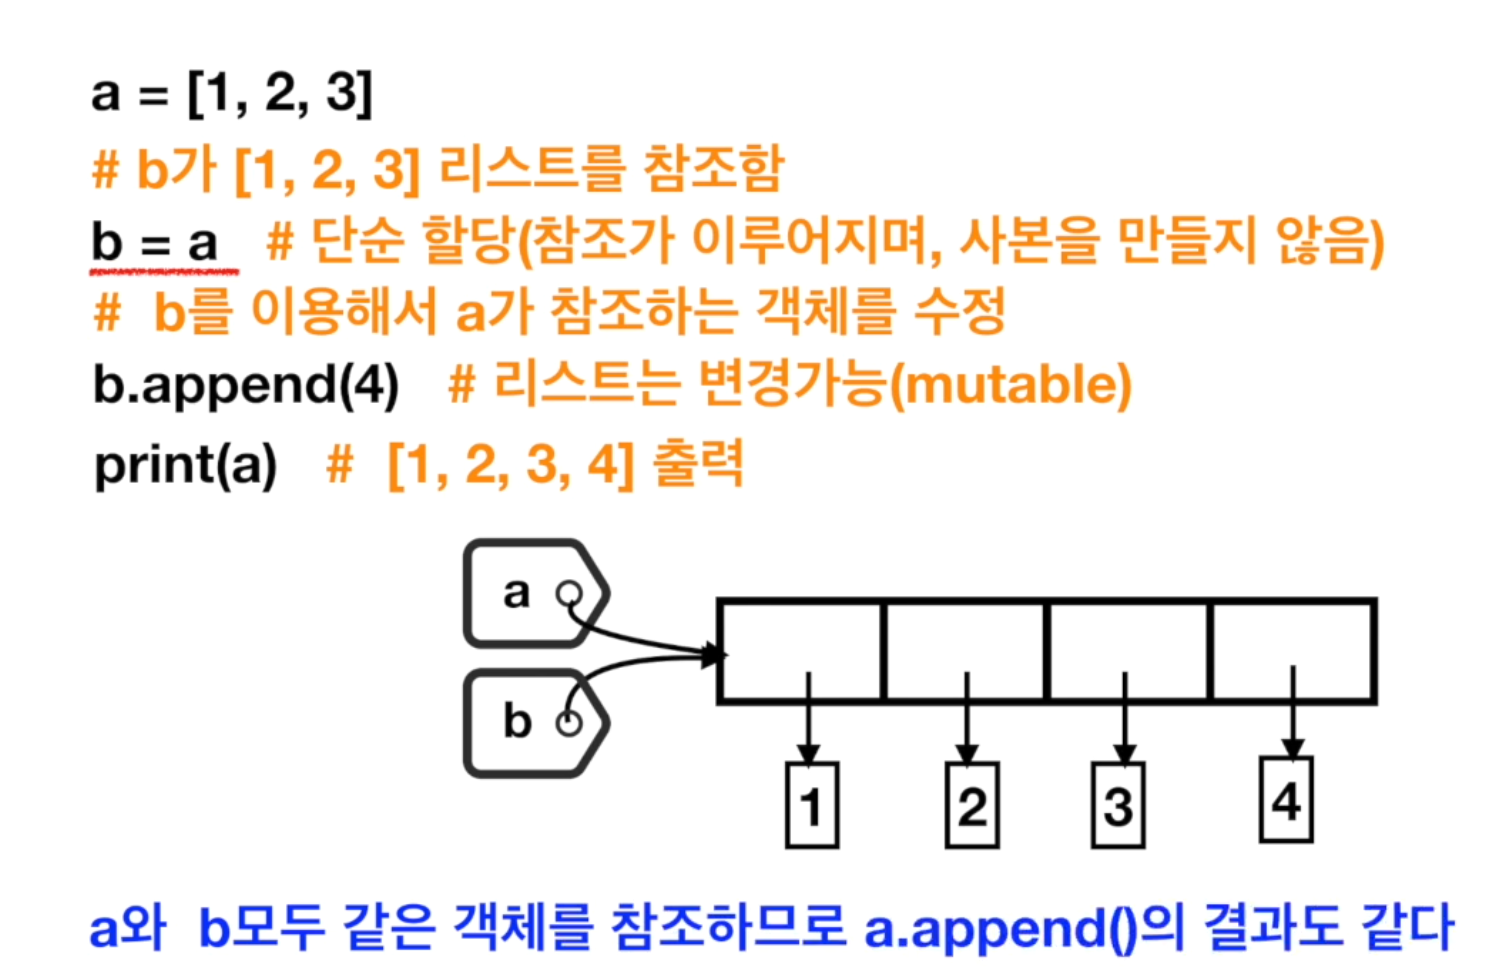 a = [1, 2, 3]
# b가 [1, 2, 3] 리스트를 참조함
b = a # 단순 할당(참조가 이루어지며, 사본을 만들지 않음)
# b를 이용해서 a가 참조하는 객체를 수정
b.append(4) # 리스트는 변경가능(mutable)
print(a) # [1, 2, 3, 4] 출력
a
b
1 2 3 4
a와 b모두 같은 객체를 참조하므로 a.append()의 결과도 같다